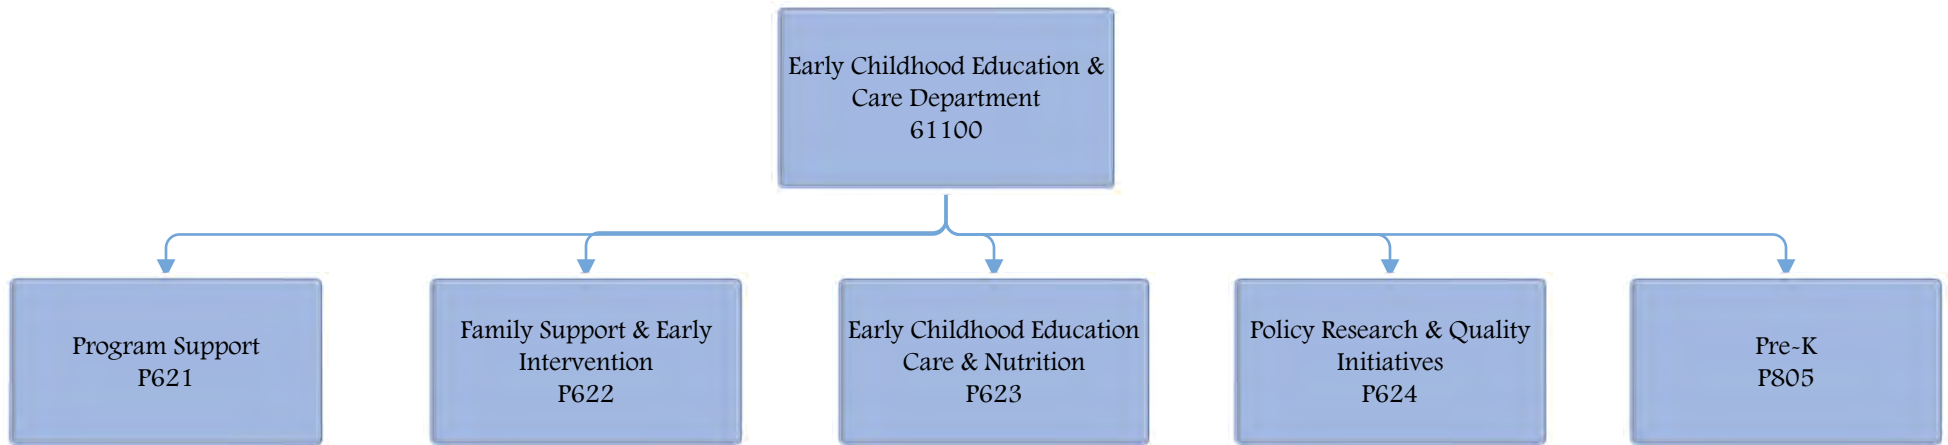 Early Childhood Education &
Care Department
61100
Program Support
P621
Family Support & Early
Intervention
P622
Early Childhood Education
Care & Nutrition
P623
Policy Research & Quality
Initiatives
P624
Pre-K
P805